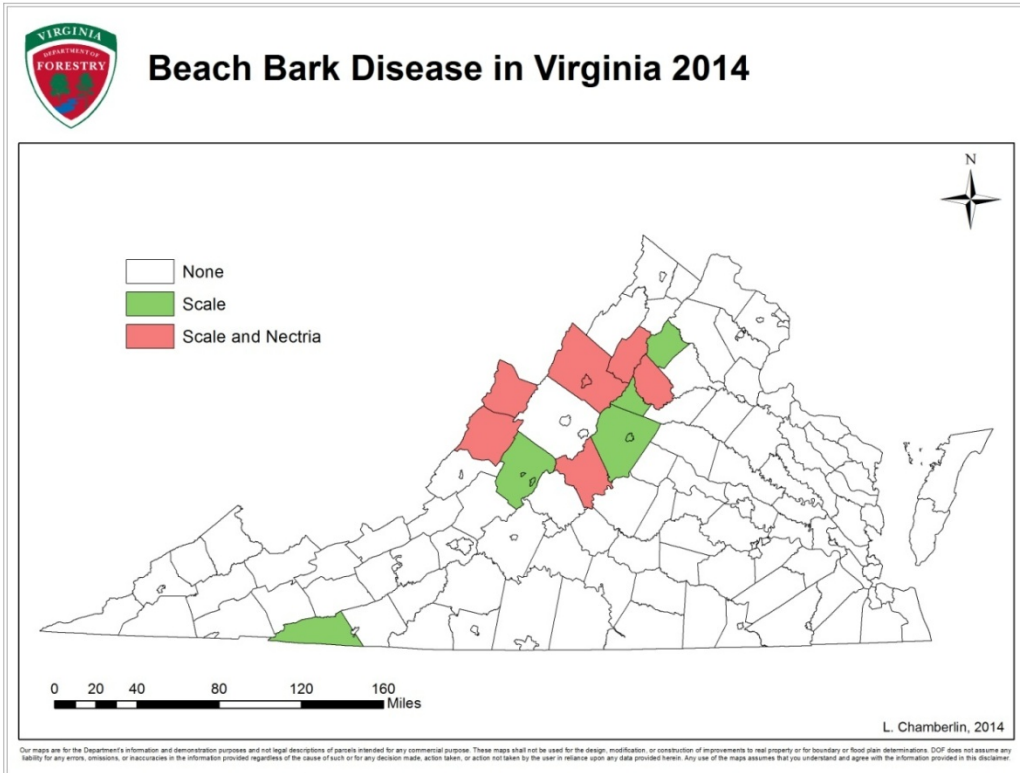 VIRGINIA
DEPARTMENT OF
FORESTRY
Beach Bark Disease in Virginia 2014
N
None
Scale
Scale and Nectria
0 20 40 80 120 160
Miles
L. Chamberlin, 2014
Our maps are for the Department's information and demonstration purposes and not legal descriptions of parcels intended for any commercial purpose. These maps shall not be used for the design, modification, or construction of improvements to real property or for boundary or flood plain determinations. DOF does not assume any
liability for any errors, omissions, or inaccuracies in the information provided regardless of the cause of such or for any decision made, action taken, or action not taken by the user in reliance upon any data provided herein. Any use of the maps assumes that you understand and agree with the information provided in this disclaimer.